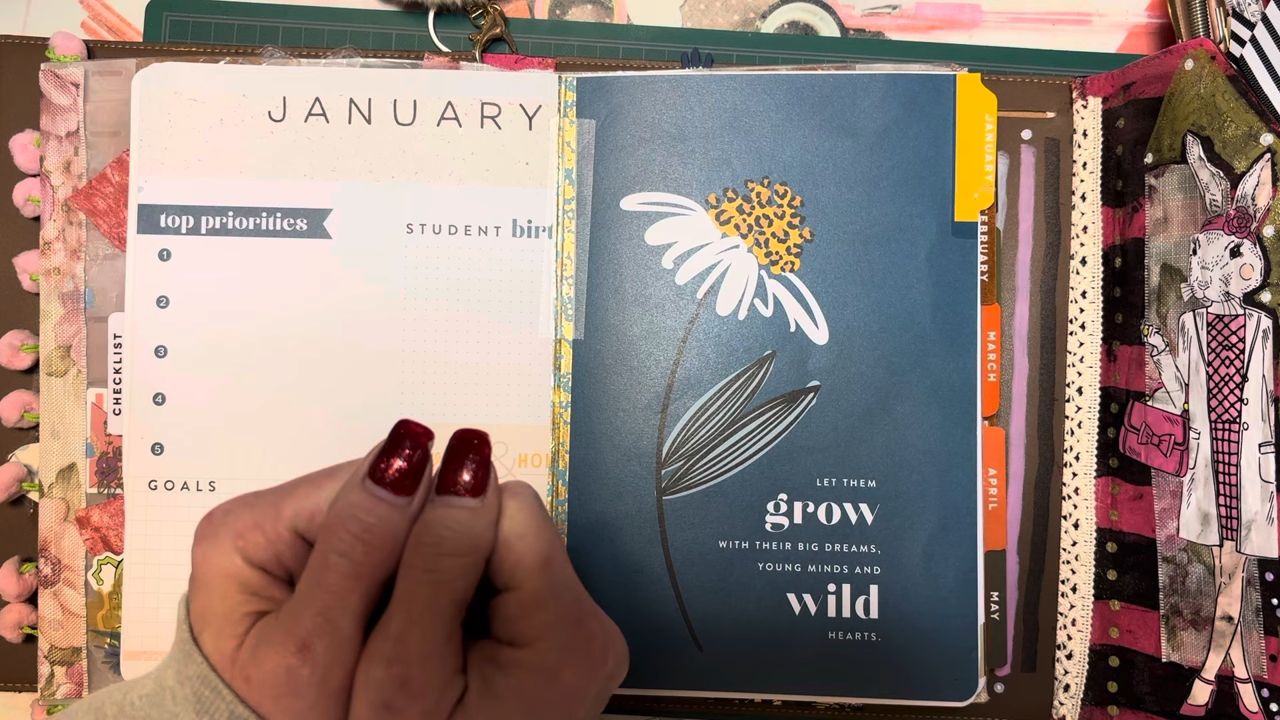 JANUARY
top priorities
STUDENT
1
2
3
4
5
GOALS
&
CHECKLIST
LET THEM
grow
WITH THEIR BIG DREAMS,
YOUNG MINDS AND
wild
HEARTS.
JANUARY
FEBRUARY
MARCH
APRIL
MAY